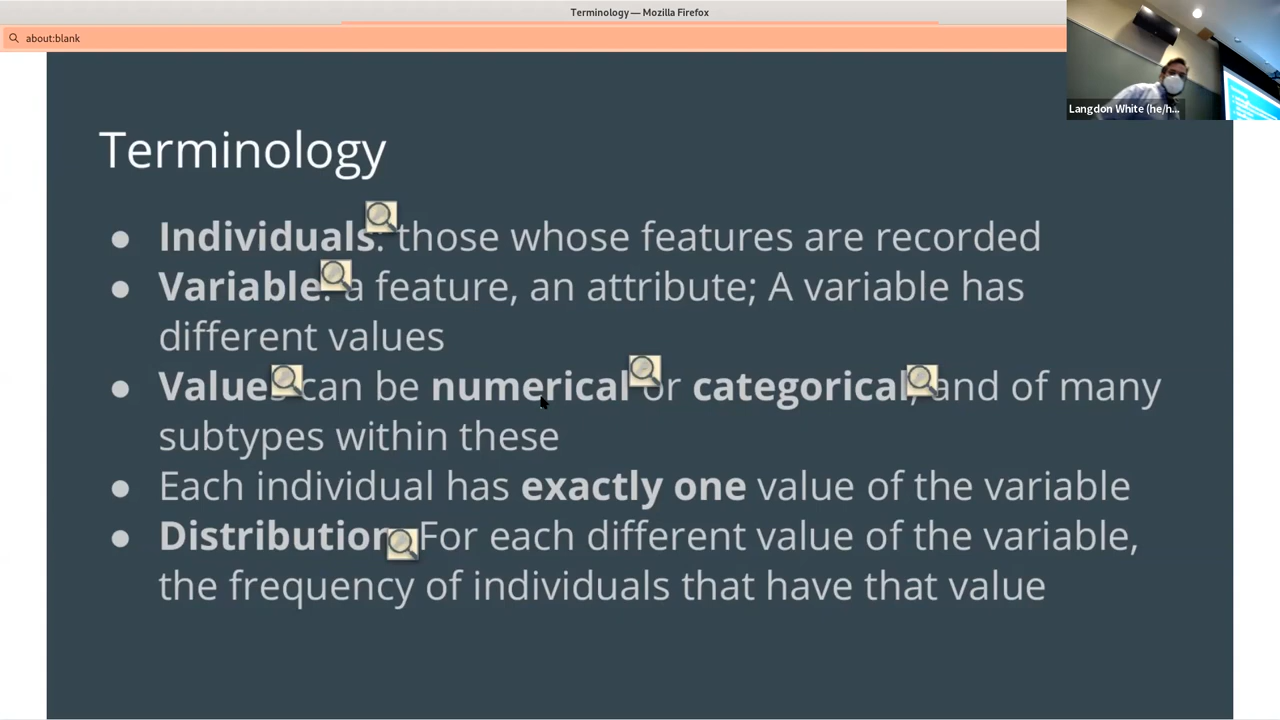 Terminology — Mozilla Firefox
about:blank
Langdon White (he/h...
Terminology
● Individuals: those whose features are recorded
● Variable: a feature, an attribute; A variable has
different values
● Values can be numerical or categorical, and of many
subtypes within these
● Each individual has exactly one value of the variable
● Distribution: For each different value of the variable,
the frequency of individuals that have that value